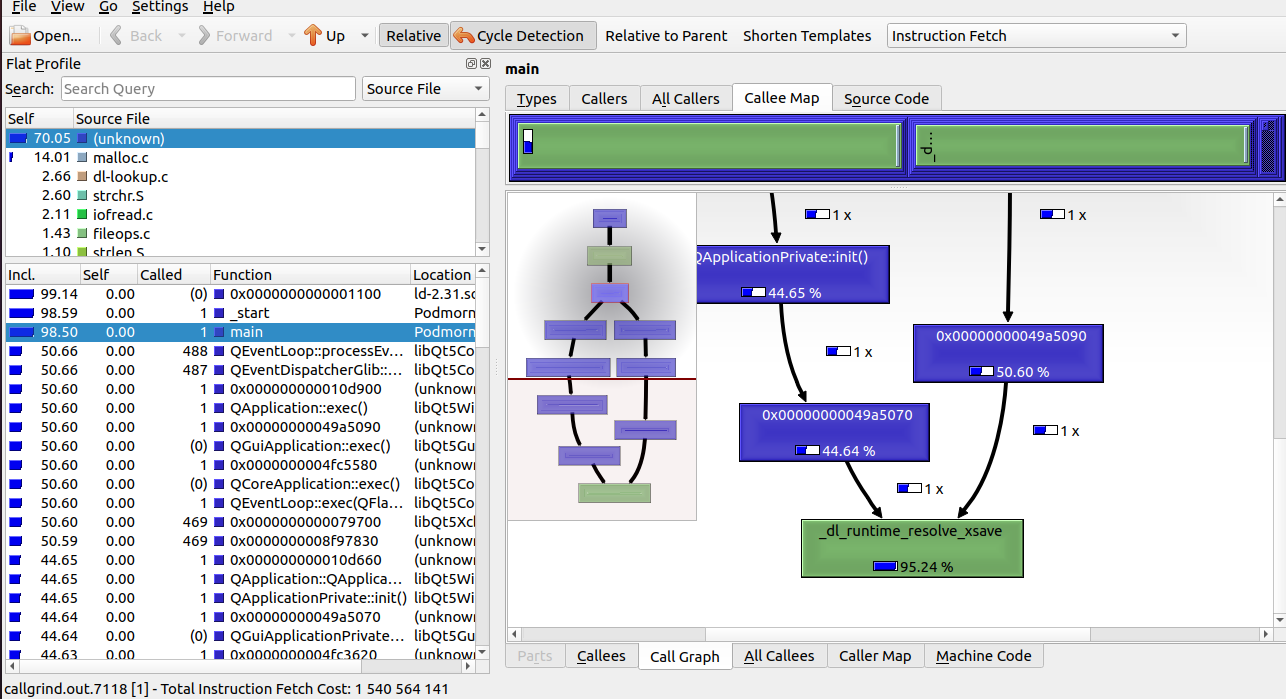 File View Go Settings Help
Open... Back Forward Up Relative Cycle Detection Relative to Parent Shorten Templates Instruction Fetch
Flat Profile
Search: Search Query Source File
Self Source File
70.05 (unknown)
14.01 malloc.c
2.66 dl-lookup.c
2.60 strchr.S
2.11 iofread.c
1.43 fileops.c
1.10 strlen.S
Incl. Self Called Function Location
99.14 0.00 (0) 0x0000000000001100 ld-2.31.sc
98.59 0.00 1 _start Podmorn
98.50 0.00 1 main Podmorn
50.66 0.00 488 QEventLoop::processEv... libQt5Co
50.66 0.00 487 QEventDispatcherGlib::... libQt5Co
50.60 0.00 1 0x000000000010d900 (unknown
50.60 0.00 1 QApplication::exec() libQt5Wi
50.60 0.00 1 0x00000000049a5090 (unknown
50.60 0.00 (0) QGuiApplication::exec() libQt5Gu
50.60 0.00 1 0x0000000004fc5580 (unknown
50.60 0.00 (0) QCoreApplication::exec() libQt5Co
50.60 0.00 1 QEventLoop::exec(QFla... libQt5Co
50.60 0.00 469 0x0000000000079700 libQt5Xcl
50.59 0.00 469 0x0000000008f97830 (unknown
44.65 0.00 1 0x000000000010d660 (unknown
44.65 0.00 1 QApplication::QApplica... libQt5Wi
44.65 0.00 1 QApplicationPrivate::init() libQt5Wi
44.64 0.00 1 0x00000000049a5070 (unknown
44.64 0.00 (0) QGuiApplicationPrivate... libQt5Gu
44.63 0.00 1 0x0000000004fc3620 (unknown
main
Types Callers All Callers Callee Map Source Code
_d...
1 x
1 x
QApplicationPrivate::init()
44.65 %
0x00000000049a5090
50.60 %
1 x
0x00000000049a5070
44.64 %
1 x
1 x
_dl_runtime_resolve_xsave
95.24 %
Parts Callees Call Graph All Callees Caller Map Machine Code
callgrind.out.7118 [1] - Total Instruction Fetch Cost: 1 540 564 141